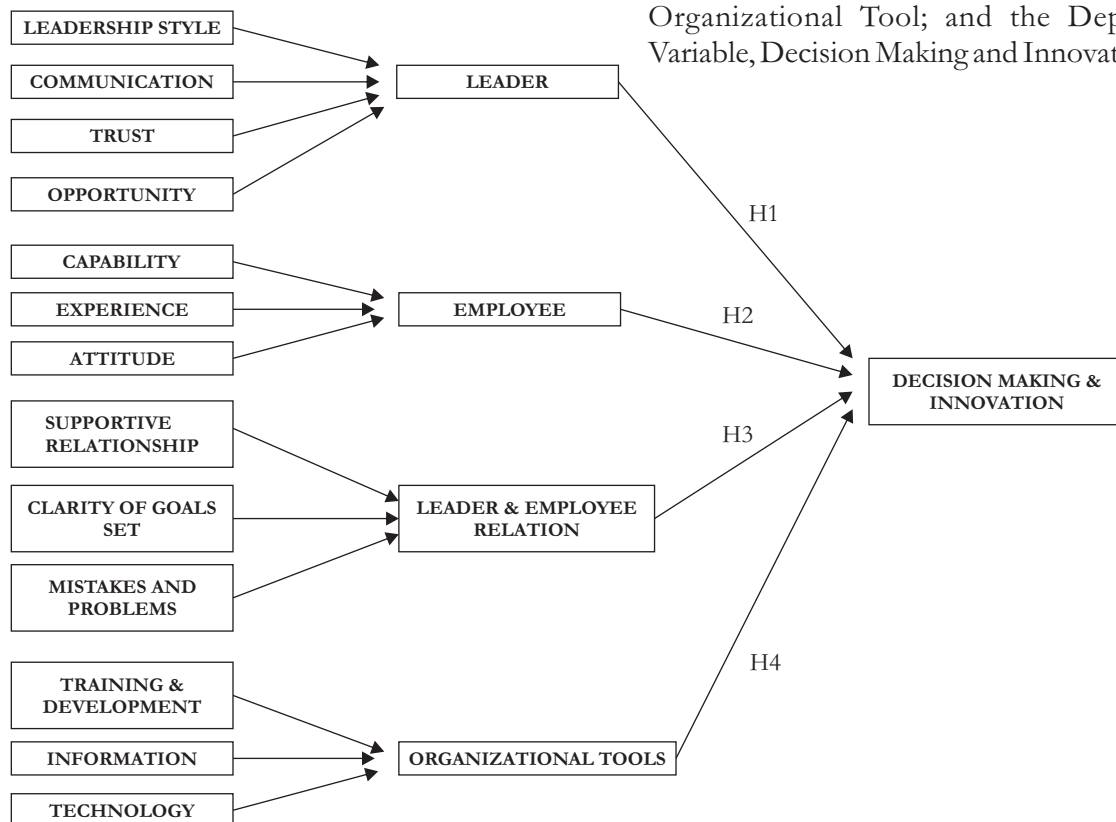 Organizational Tool; and the
Variable, Decision Making and
LEADERSHIP STYLE
COMMUNICATION
TRUST
OPPORTUNITY
LEADER
H1
CAPABILITY
EXPERIENCE
ATTITUDE
EMPLOYEE
H2
DECISION MAKING &
INNOVATION
SUPPORTIVE
RELATIONSHIP
CLARITY OF GOALS
SET
MISTAKES AND
PROBLEMS
LEADER & EMPLOYEE
RELATION
H3
TRAINING &
DEVELOPMENT
INFORMATION
TECHNOLOGY
ORGANIZATIONAL TOOLS
H4